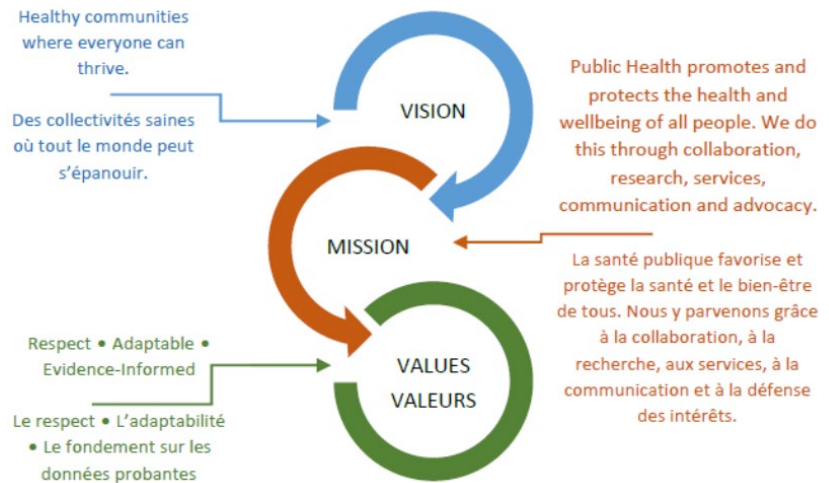 Healthy communities
where everyone can
thrive.
Des collectivités saines
où tout le monde peut
s'épanouir.
VISION
Public Health promotes and
protects the health and
wellbeing of all people. We do
this through collaboration,
research, services,
communication and advocacy.
MISSION
La santé publique favorise et
protège la santé et le bien-être
de tous. Nous y parvenons grâce
à la collaboration, à la
recherche, aux services, à la
communication et à la défense
des intérêts.
Respect • Adaptable •
Evidence-Informed
Le respect • L'adaptabilité
• Le fondement sur les
données probantes
VALUES
VALEURS